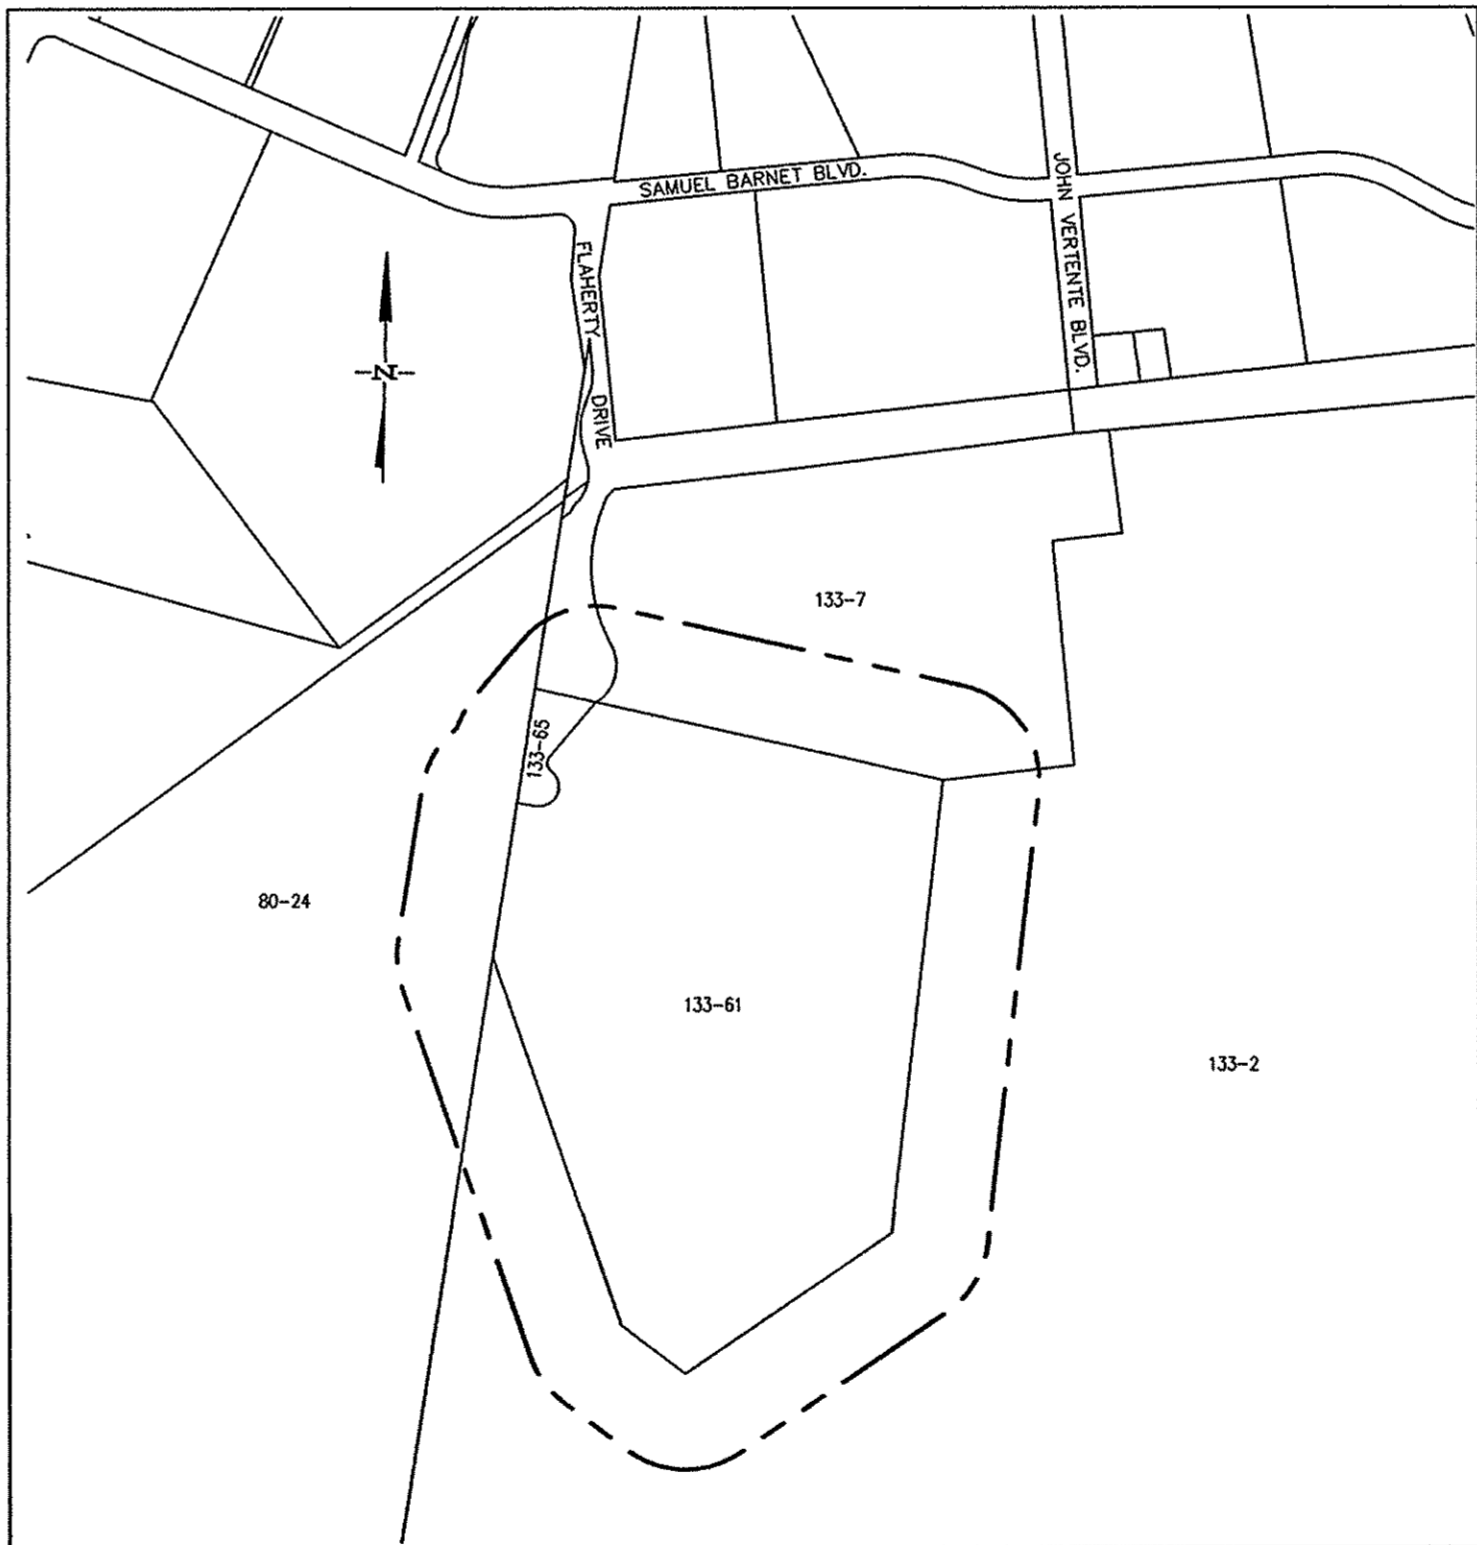 SAMUEL BARNET BLVD.
JOHN VERTENTE BLVD.
FLAHERTY DRIVE
N
133-7
133-65
80-24
133-61
133-2